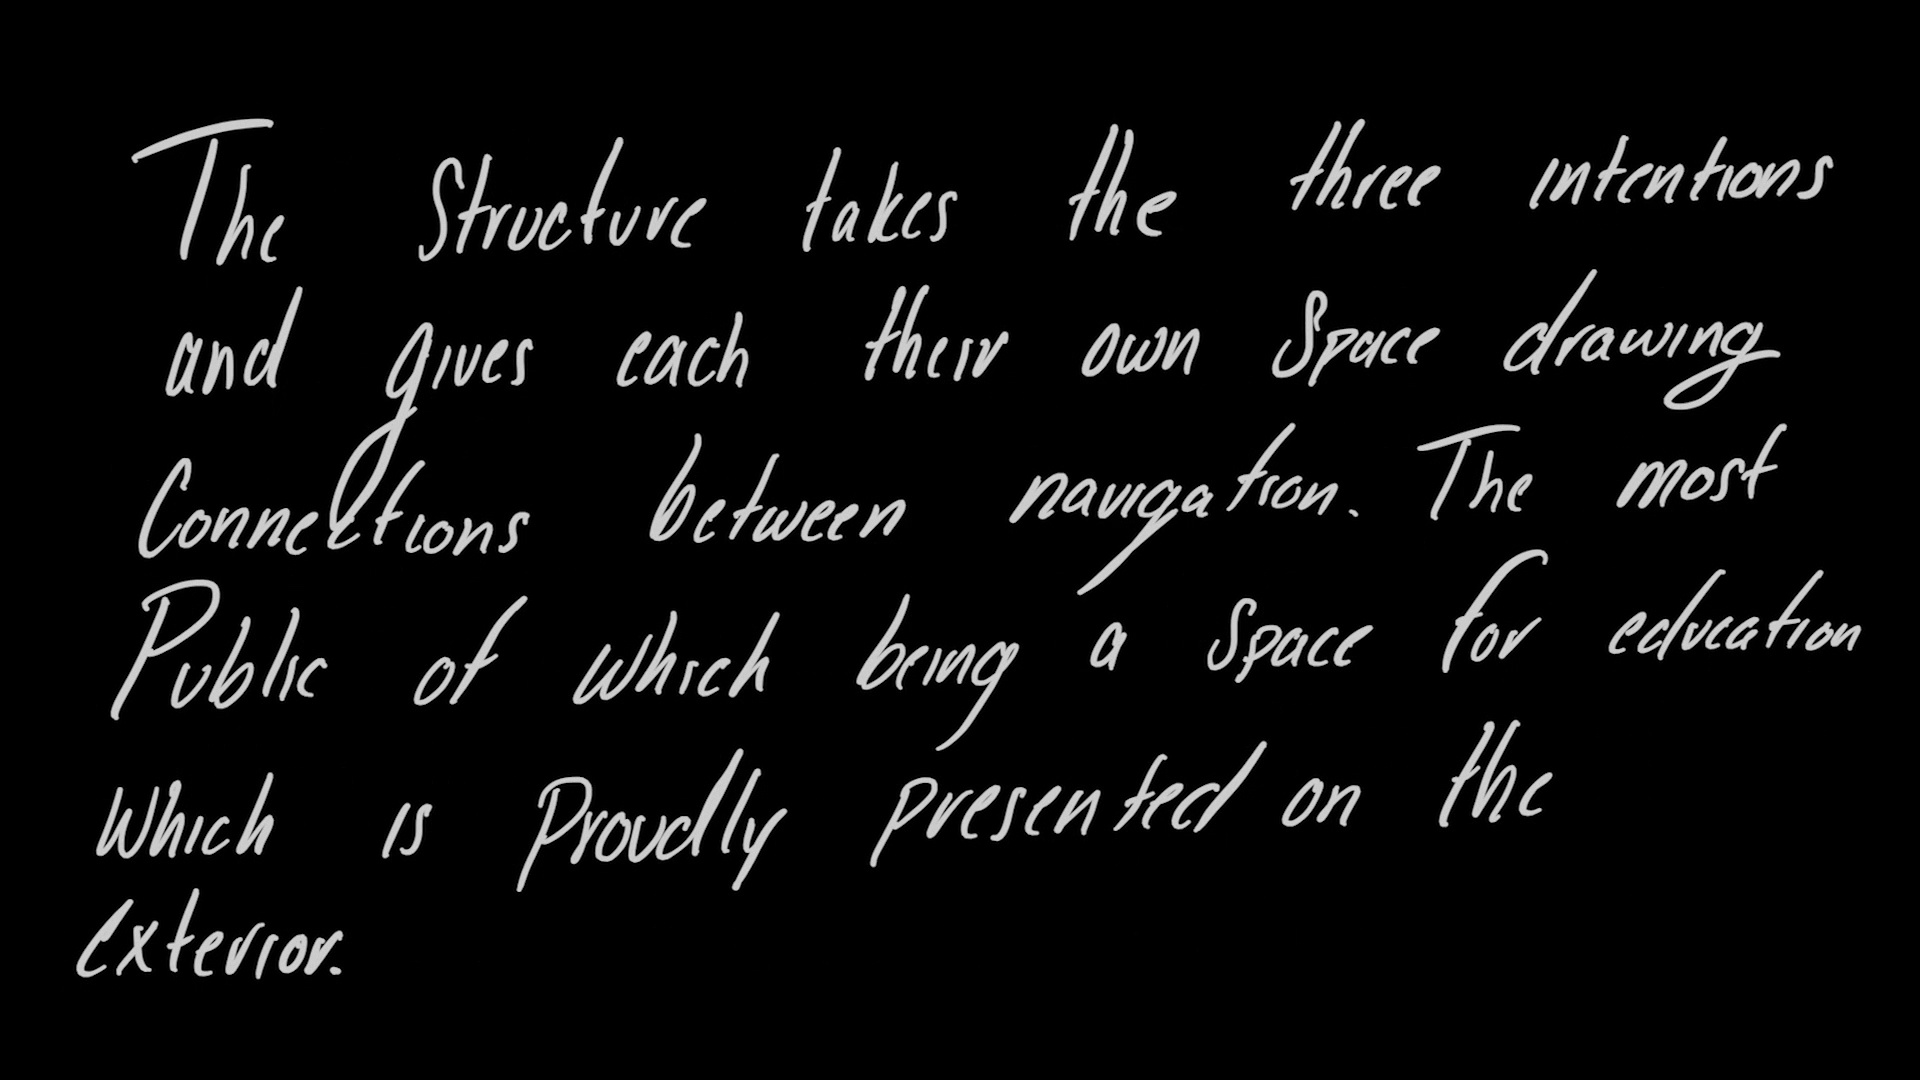 The Structure takes the three intentions
and gives each their own Space drawing
Connections between navigation. The most
Public of which being a Space for education
Which is Proudly presented on the
exterior.